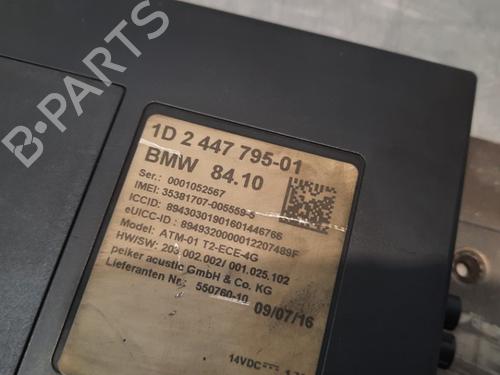 B-PARTS
1D 2 447 795-01
BMW 84.10
Ser.: 0001052567
IMEI: 35381707-005559-5
ICCID: 89430301901601446766
eUICC-ID : 8949320000012207489F
Model: ATM-01 T2-ECE-4G
HW/SW: 203.002.002/ 001.025.102
peiker acustic GmbH & Co. KG
Lieferanten Nr.: 550760-10
09/07/16
14VDC